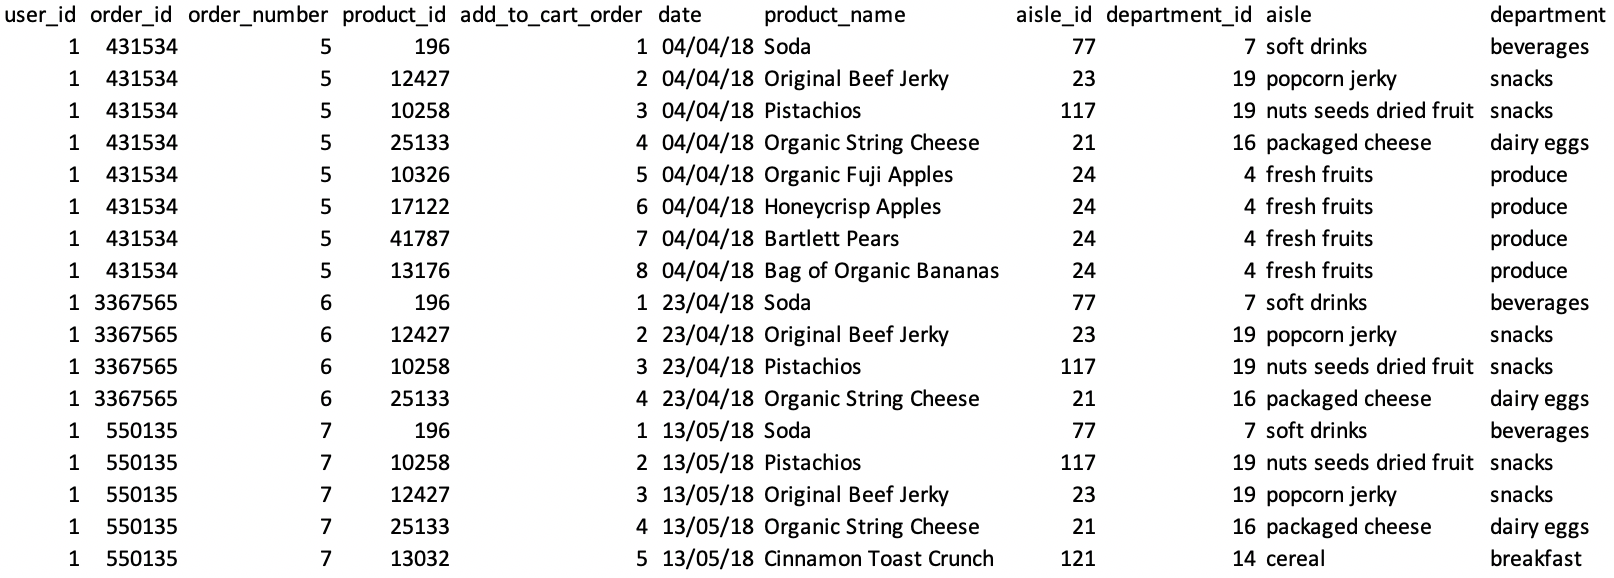 user_id order_id order_number product_id add_to_cart_order date product_name aisle_id department_id aisle department
1 431534 5 196 1 04/04/18 Soda 77 7 soft drinks beverages
1 431534 5 12427 2 04/04/18 Original Beef Jerky 23 19 popcorn jerky snacks
1 431534 5 10258 3 04/04/18 Pistachios 117 19 nuts seeds dried fruit snacks
1 431534 5 25133 4 04/04/18 Organic String Cheese 21 16 packaged cheese dairy eggs
1 431534 5 10326 5 04/04/18 Organic Fuji Apples 24 4 fresh fruits produce
1 431534 5 17122 6 04/04/18 Honeycrisp Apples 24 4 fresh fruits produce
1 431534 5 41787 7 04/04/18 Bartlett Pears 24 4 fresh fruits produce
1 431534 5 13176 8 04/04/18 Bag of Organic Bananas 24 4 fresh fruits produce
1 3367565 6 196 1 23/04/18 Soda 77 7 soft drinks beverages
1 3367565 6 12427 2 23/04/18 Original Beef Jerky 23 19 popcorn jerky snacks
1 3367565 6 10258 3 23/04/18 Pistachios 117 19 nuts seeds dried fruit snacks
1 3367565 6 25133 4 23/04/18 Organic String Cheese 21 16 packaged cheese dairy eggs
1 550135 7 196 1 13/05/18 Soda 77 7 soft drinks beverages
1 550135 7 10258 2 13/05/18 Pistachios 117 19 nuts seeds dried fruit snacks
1 550135 7 12427 3 13/05/18 Original Beef Jerky 23 19 popcorn jerky snacks
1 550135 7 25133 4 13/05/18 Organic String Cheese 21 16 packaged cheese dairy eggs
1 550135 7 13032 5 13/05/18 Cinnamon Toast Crunch 121 14 cereal breakfast